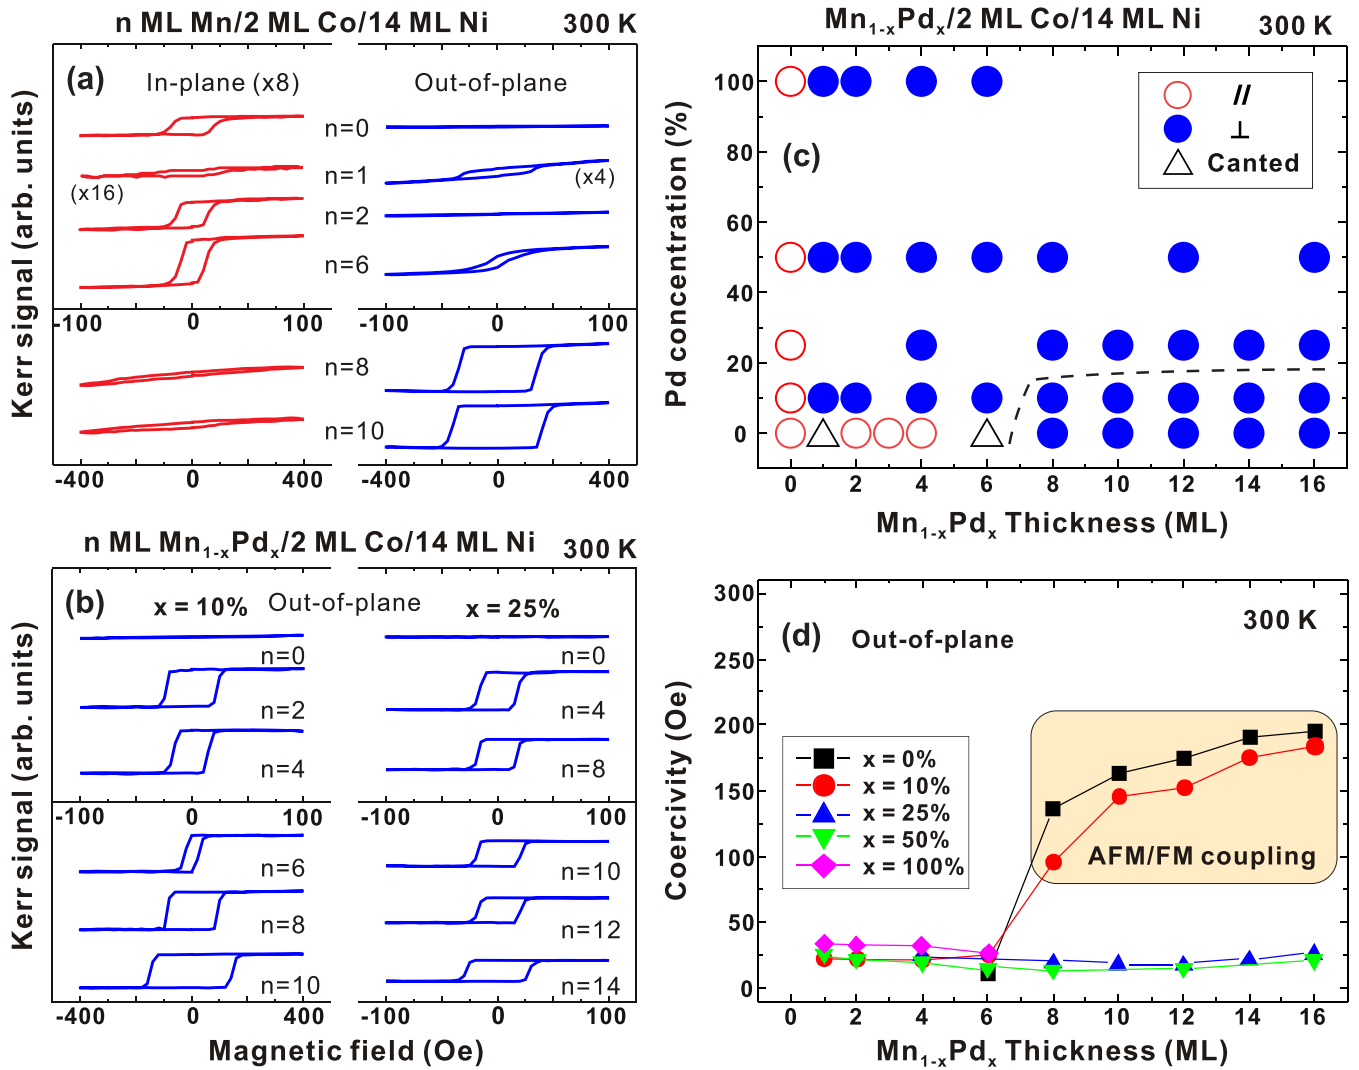 n ML Mn/2 ML Co/14 ML Ni 300 K
(a)
In-plane (x8) Out-of-plane
n=0
n=1
(x16) (x4)
n=2
n=6
-100 0 100 -100 0 100
n=8
n=10
-400 0 400 -400 0 400
Kerr signal (arb. units)
n ML Mn1-xPdx/2 ML Co/14 ML Ni 300 K
(b)
x = 10% Out-of-plane x = 25%
n=0 n=0
n=2 n=4
n=4 n=8
-100 0 100 -100 0 100
n=6 n=10
n=8 n=12
n=10 n=14
-400 0 400 -100 0 100
Kerr signal (arb. units)
Magnetic field (Oe)
Mn1-xPdx/2 ML Co/14 ML Ni 300 K
(c)
//
⊥
Canted
100
80
60
40
20
0
Pd concentration (%)
0 2 4 6 8 10 12 14 16
Mn1-xPdx Thickness (ML)
(d)
Out-of-plane
300 K
x = 0%
x = 10%
x = 25%
x = 50%
x = 100%
AFM/FM coupling
300
250
200
150
100
50
0
Coercivity (Oe)
0 2 4 6 8 10 12 14 16
Mn1-xPdx Thickness (ML)